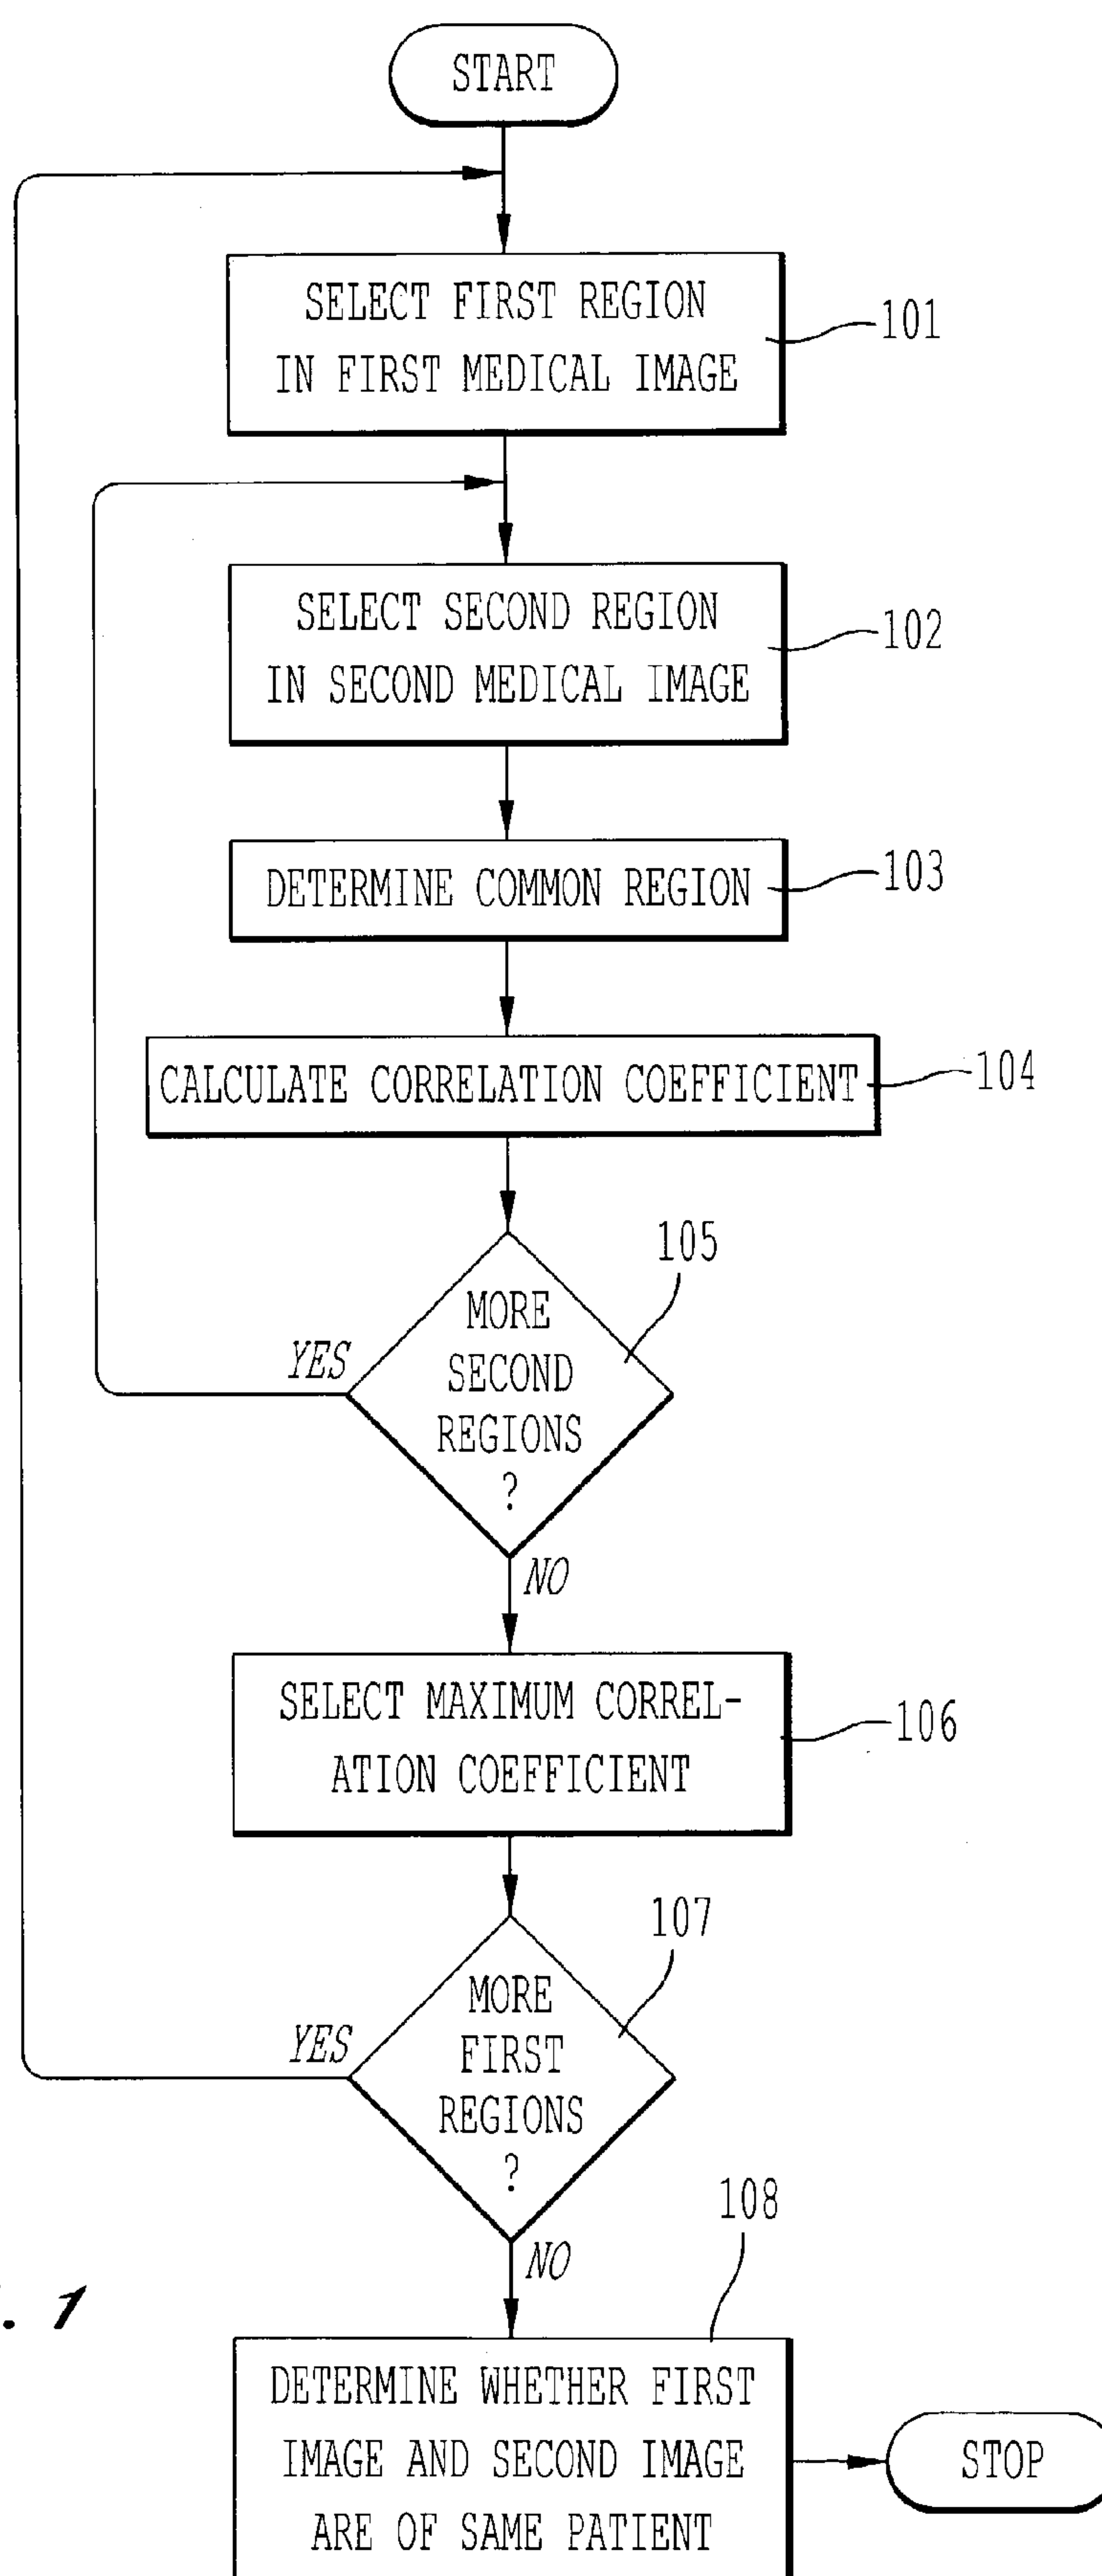 START
SELECT FIRST REGION
IN FIRST MEDICAL IMAGE
101
SELECT SECOND REGION
IN SECOND MEDICAL IMAGE
102
DETERMINE COMMON REGION
103
CALCULATE CORRELATION COEFFICIENT
104
105
MORE
SECOND
REGIONS
?
YES
NO
SELECT MAXIMUM CORREL-
ATION COEFFICIENT
106
107
MORE
FIRST
REGIONS
?
YES
NO
108
. 1
DETERMINE WHETHER FIRST
IMAGE AND SECOND IMAGE
ARE OF SAME PATIENT
STOP